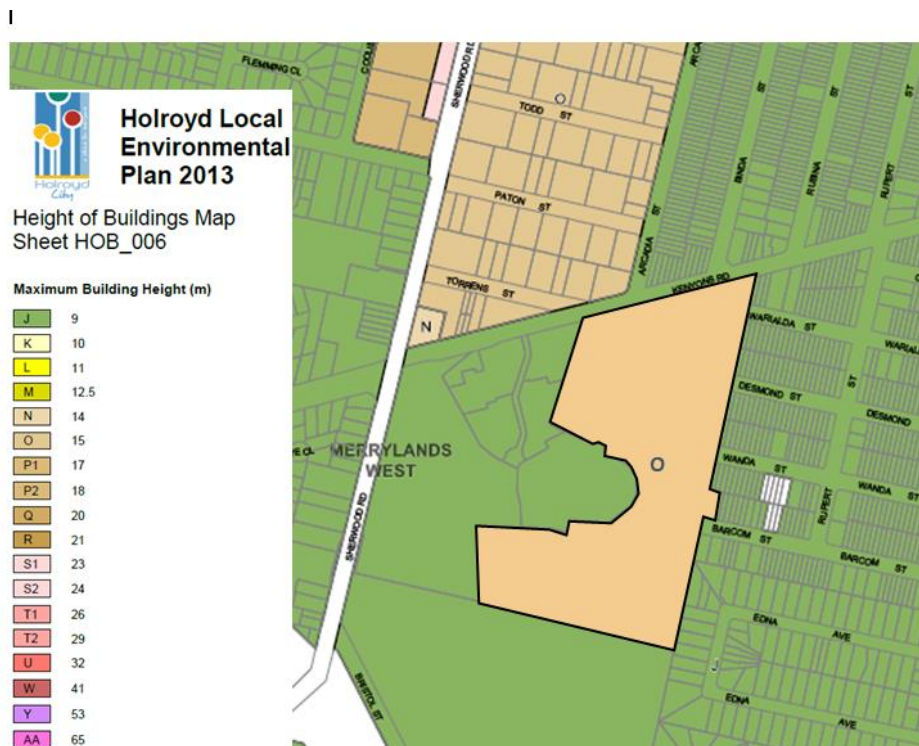 Holroyd Local
Environmental
Plan 2013
Holroyd
City
Height of Buildings Map
Sheet HOB_006
Maximum Building Height (m)
J 9
K 10
L 11
M 12.5
N 14
O 15
P1 17
P2 18
Q 20
R 21
S1 23
S2 24
T1 26
T2 29
U 32
W 41
Y 53
AA 65
FLEMMING CL
SHERWOOD RD
TODD ST
O
PATON ST
TORRENS ST
N
ARCADIA ST
BINDA ST
RUBINA ST
RUPERT ST
KENYONS RD
WARIALDA ST
DESMOND ST
DESMOND
WANDA ST
WANDA S
RUPERT ST
BARCOM ST
BARCOM ST
EDNA AVE
EDNA AVE
MERRYLANDS
WEST
O
SHERWOOD RD
BRISTOL ST